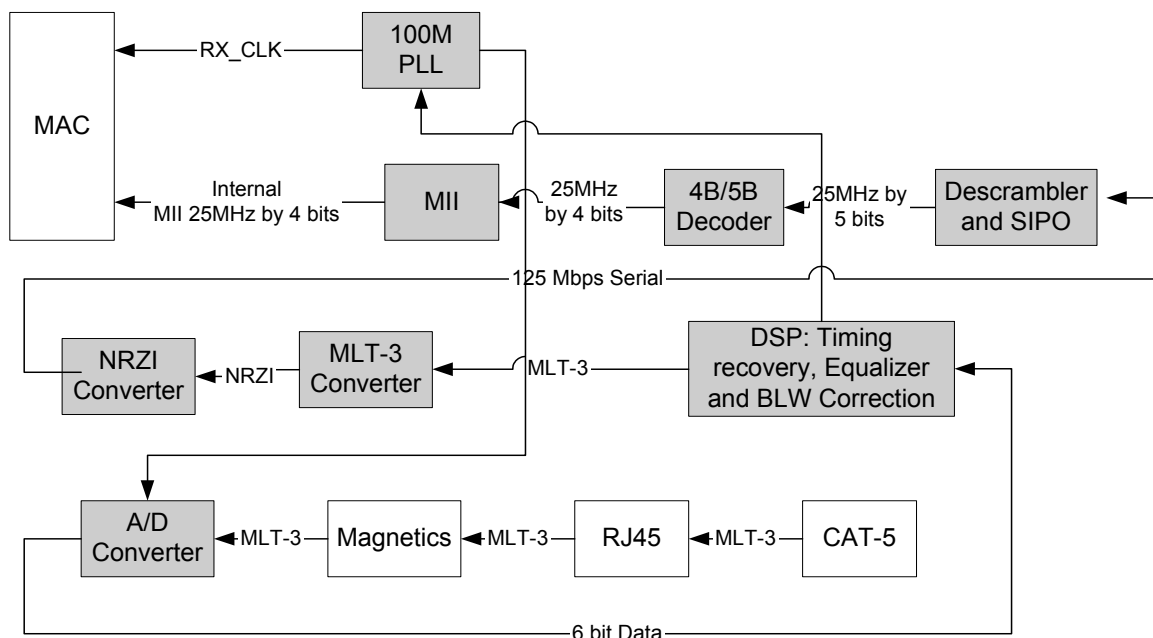 100M
PLL
RX_CLK
MAC
Internal
MII 25MHz by 4 bits
MII
25MHz
by 4 bits
4B/5B
Decoder
25MHz by
5 bits
Descrambler
and SIPO
125 Mbps Serial
NRZI
Converter
NRZI
MLT-3
Converter
MLT-3
DSP: Timing
recovery, Equalizer
and BLW Correction
A/D
Converter
MLT-3
Magnetics
MLT-3
RJ45
MLT-3
CAT-5
6 bit Data